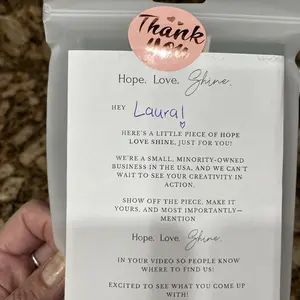 Thank
you
Hope. Love. Shine.
HEY Laura!
HERE'S A LITTLE PIECE OF HOPE
LOVE SHINE, JUST FOR YOU!
WE'RE A SMALL, MINORITY-OWNED
BUSINESS IN THE USA, AND WE CAN'T
WAIT TO SEE YOUR CREATIVITY IN
ACTION.
SHOW OFF THE PIECE, MAKE IT
YOURS, AND MOST IMPORTANTLY—
MENTION
Hope. Love. Shine.
IN YOUR VIDEO SO PEOPLE KNOW
WHERE TO FIND US!
EXCITED TO SEE WHAT YOU COME UP
WITH!